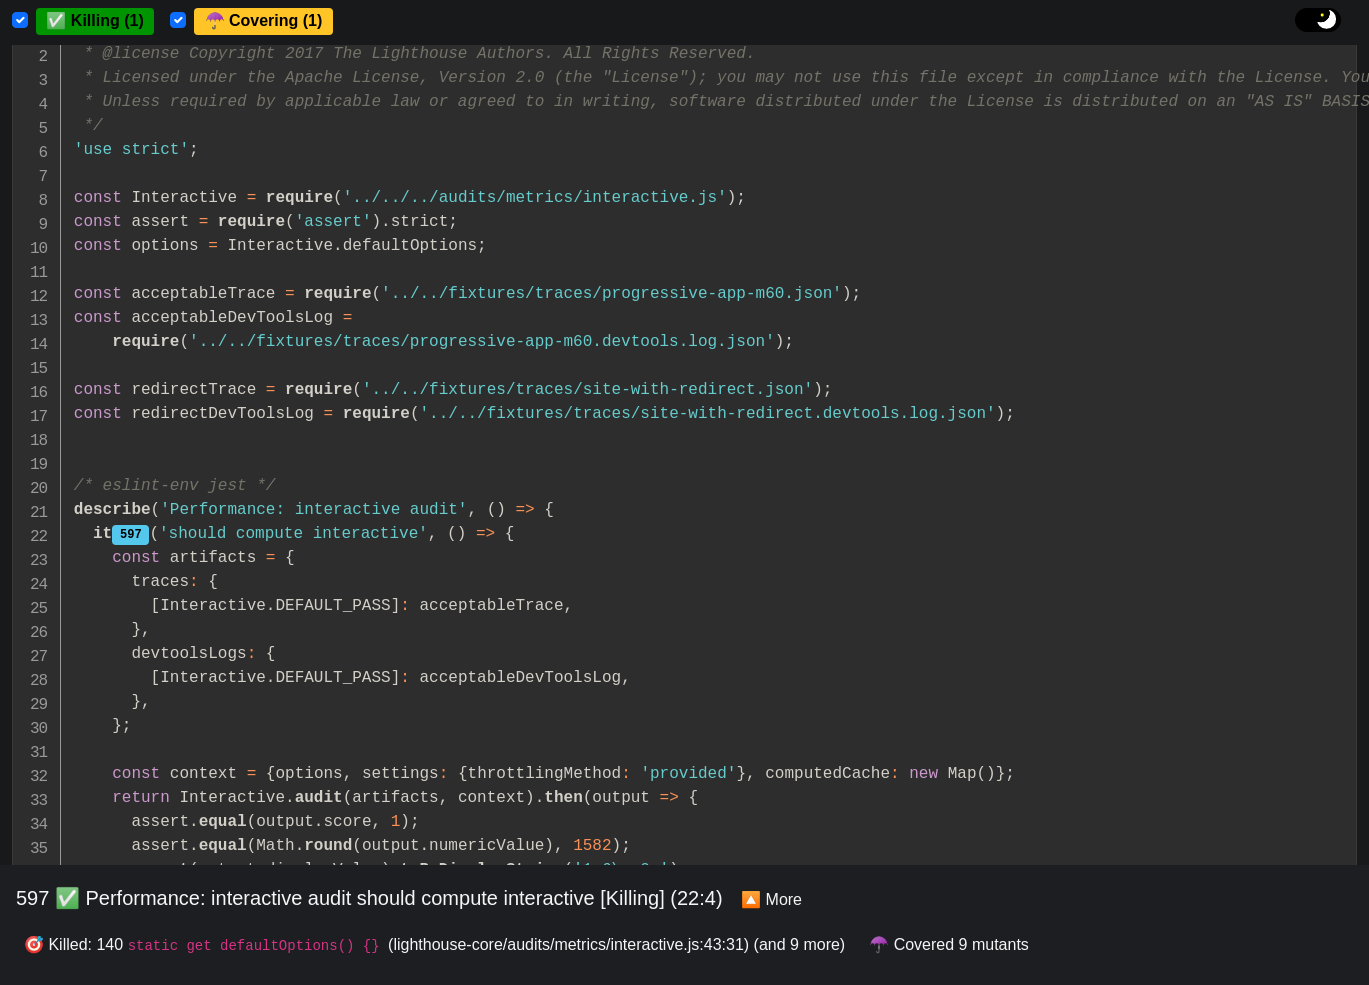 ✅ Killing (1) ☂️ Covering (1)
2 * @license Copyright 2017 The Lighthouse Authors. All Rights Reserved.
3 * Licensed under the Apache License, Version 2.0 (the "License"); you may not use this file except in compliance with the License. You
4 * Unless required by applicable law or agreed to in writing, software distributed under the License is distributed on an "AS IS" BASIS
5 */
6 'use strict';
7
8 const Interactive = require('../../../audits/metrics/interactive.js');
9 const assert = require('assert').strict;
10 const options = Interactive.defaultOptions;
11
12 const acceptableTrace = require('../../fixtures/traces/progressive-app-m60.json');
13 const acceptableDevToolsLog =
14 require('../../fixtures/traces/progressive-app-m60.devtools.log.json');
15
16 const redirectTrace = require('../../fixtures/traces/site-with-redirect.json');
17 const redirectDevToolsLog = require('../../fixtures/traces/site-with-redirect.devtools.log.json');
18
19
20 /* eslint-env jest */
21 describe('Performance: interactive audit', () => {
22 it 597 ('should compute interactive', () => {
23 const artifacts = {
24 traces: {
25 [Interactive.DEFAULT_PASS]: acceptableTrace,
26 },
27 devtoolsLogs: {
28 [Interactive.DEFAULT_PASS]: acceptableDevToolsLog,
29 },
30 };
31
32 const context = {options, settings: {throttlingMethod: 'provided'}, computedCache: new Map()};
33 return Interactive.audit(artifacts, context).then(output => {
34 assert.equal(output.score, 1);
35 assert.equal(Math.round(output.numericValue), 1582);
597 ✅ Performance: interactive audit should compute interactive [Killing] (22:4) 🔼 More
🎯 Killed: 140 static get defaultOptions() {} (lighthouse-core/audits/metrics/interactive.js:43:31) (and 9 more) ☂️ Covered 9 mutants